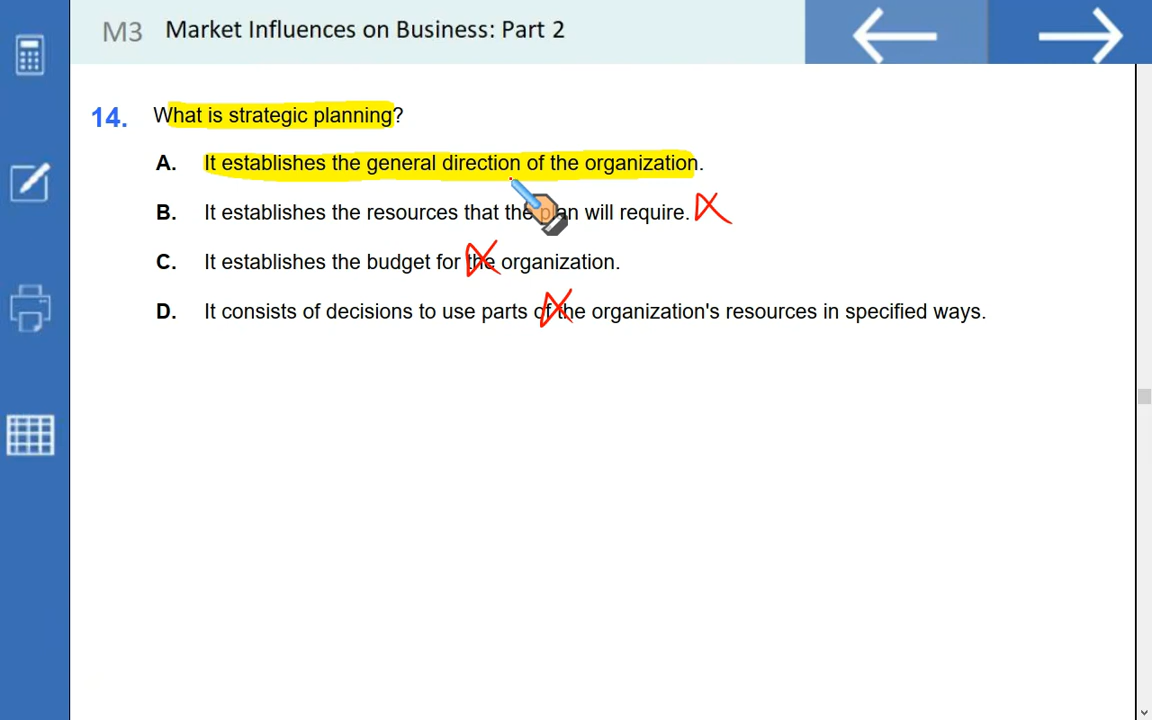 M3 Market Influences on Business: Part 2
14. What is strategic planning?
A. It establishes the general direction of the organization.
B. It establishes the resources that the plan will require.
C. It establishes the budget for the organization.
D. It consists of decisions to use parts of the organization's resources in specified ways.